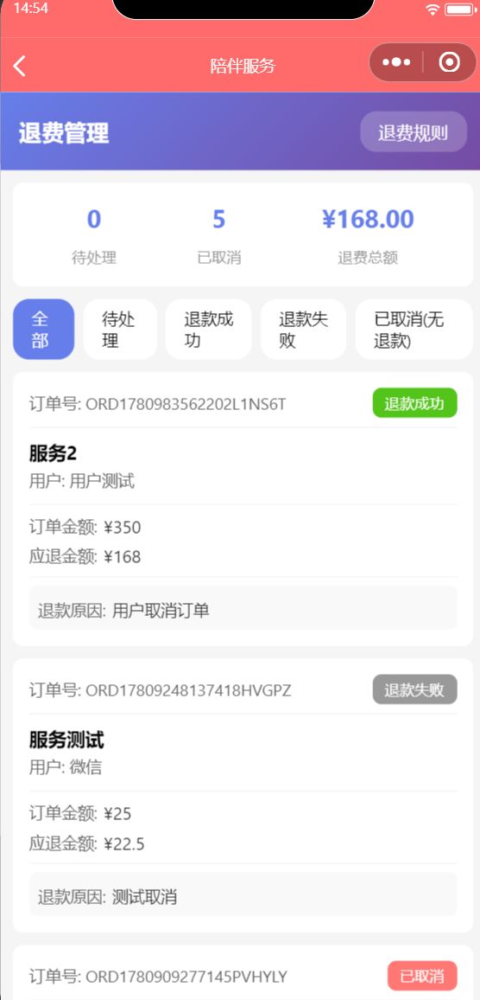 14:54
陪伴服务
退费管理
退费规则
0
5
¥168.00
待处理
已取消
退费总额
全部
待处理
退款成功
退款失败
已取消(无退款)
订单号: ORD1780983562202L1NS6T
退款成功
服务2
用户: 用户测试
订单金额: ¥350
应退金额: ¥168
退款原因: 用户取消订单
订单号: ORD17809248137418HVGPZ
退款失败
服务测试
用户: 微信
订单金额: ¥25
应退金额: ¥22.5
退款原因: 测试取消
订单号: ORD1780909277145PVHYLY
已取消